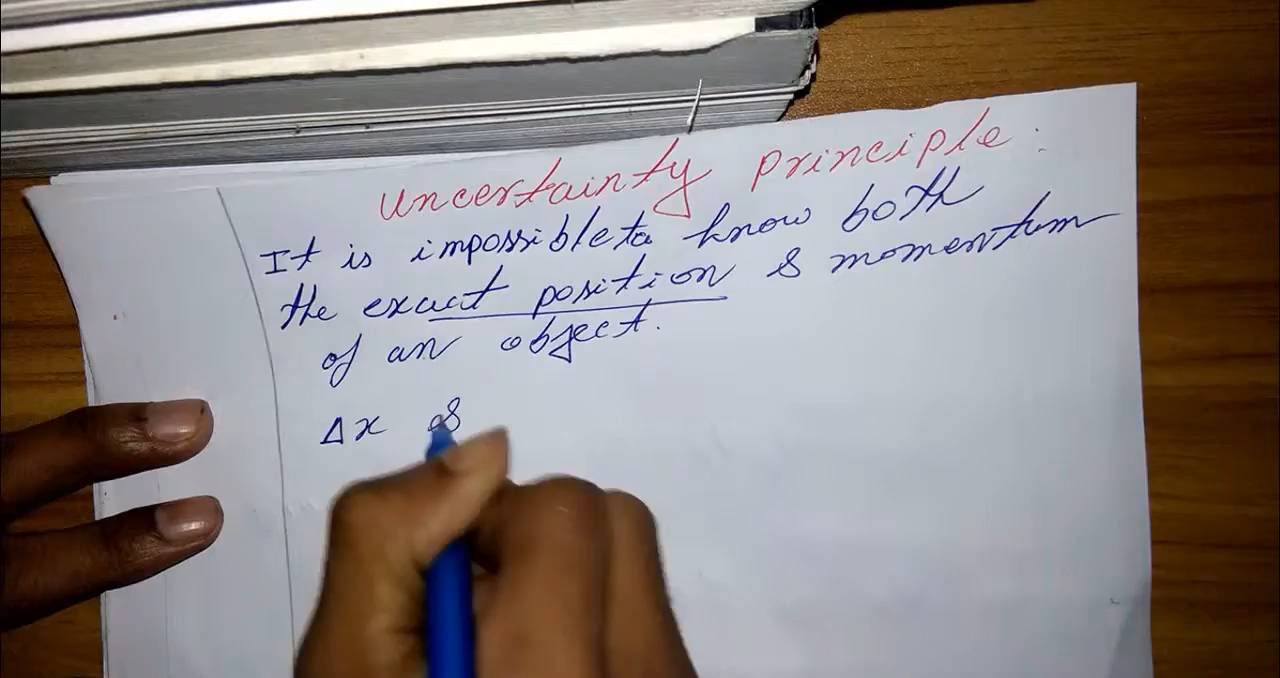 Uncertainty principle:
It is impossible to know both
the exact position & momentum
of an object.
Δx &